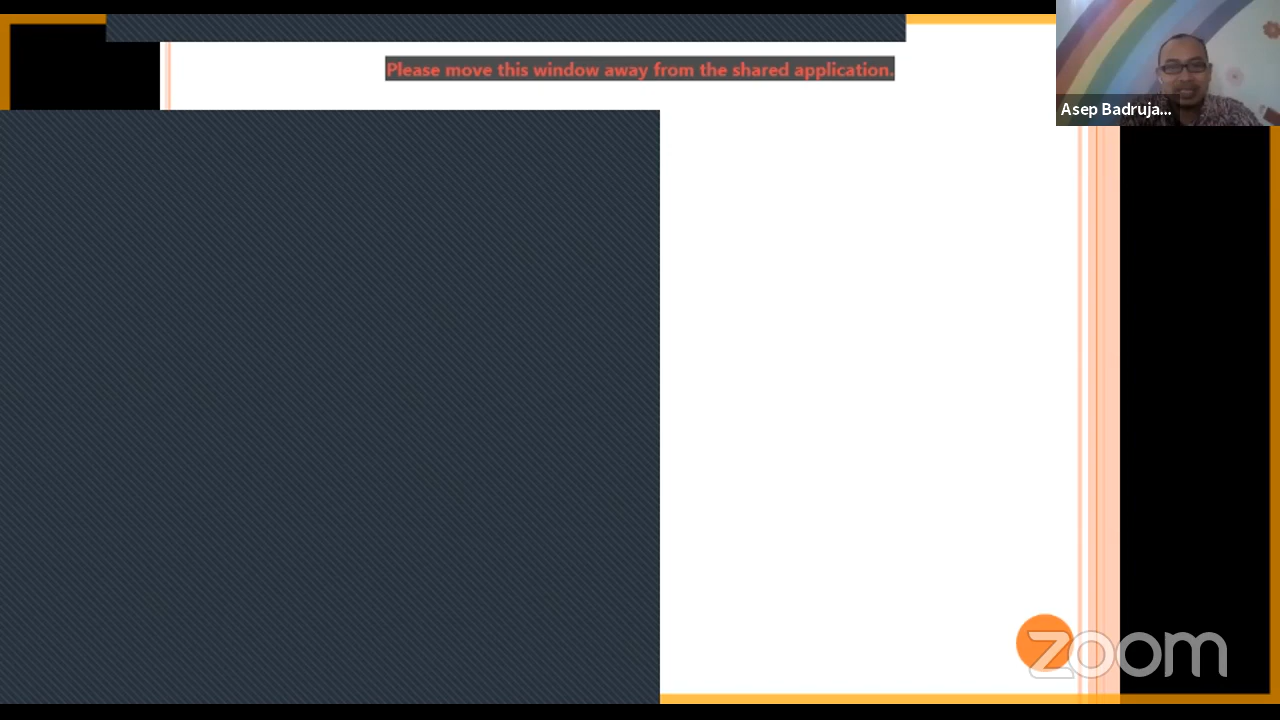 Please move this window away from the shared application.
Asep Badruja...
zoom